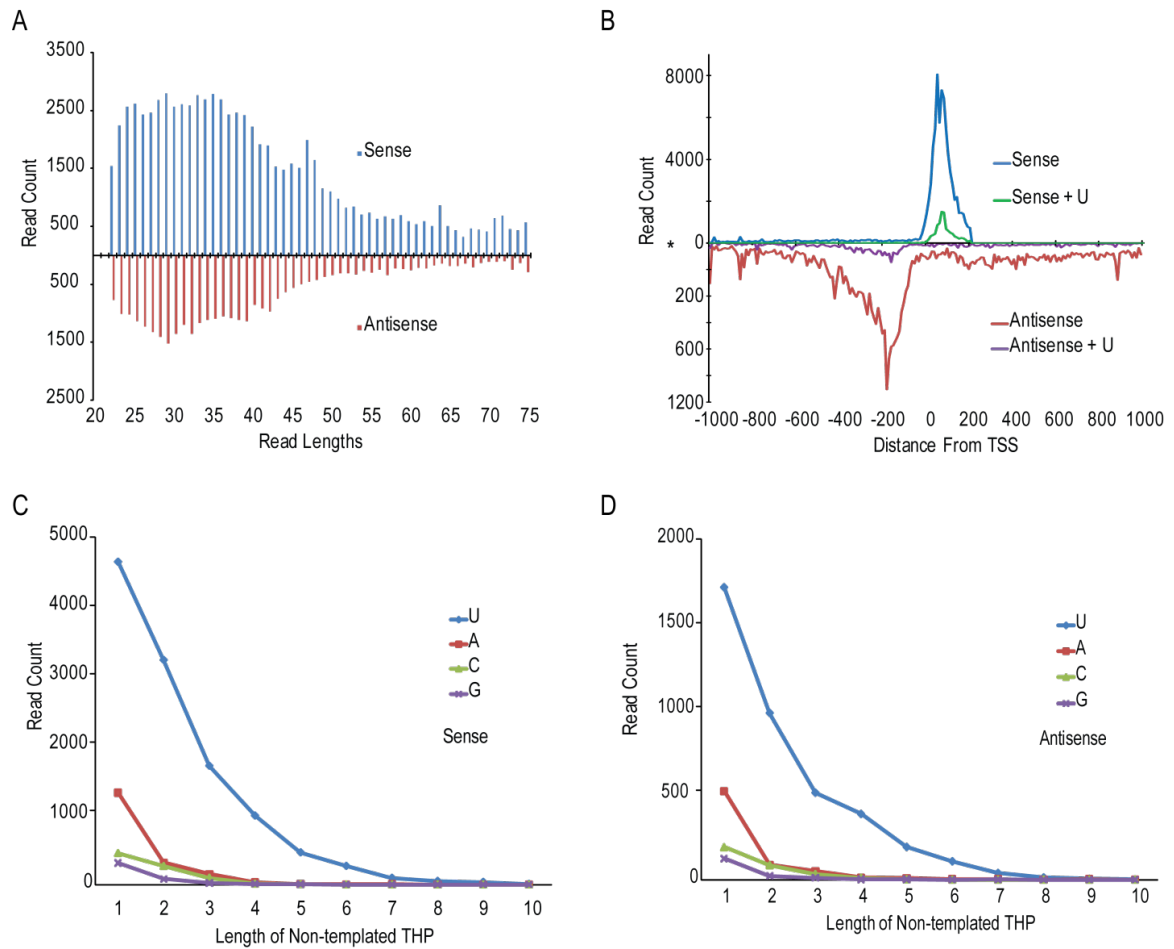 A
3500
2500
1500
500
500
1500
2500
Read Count
Sense
Antisense
20 25 30 35 40 45 50 55 60 65 70 75
Read Lengths
B
8000
4000
0
*
200
600
1200
Read Count
Sense
Sense + U
Antisense
Antisense + U
-1000 -800 -600 -400 -200 0 200 400 600 800 1000
Distance From TSS
C
5000
4000
3000
2000
1000
0
Read Count
U
A
C
G
Sense
1 2 3 4 5 6 7 8 9 10
Length of Non-templated THP
D
2000
1500
1000
500
0
Read Count
U
A
C
G
Antisense
1 2 3 4 5 6 7 8 9 10
Length of Non-templated THP